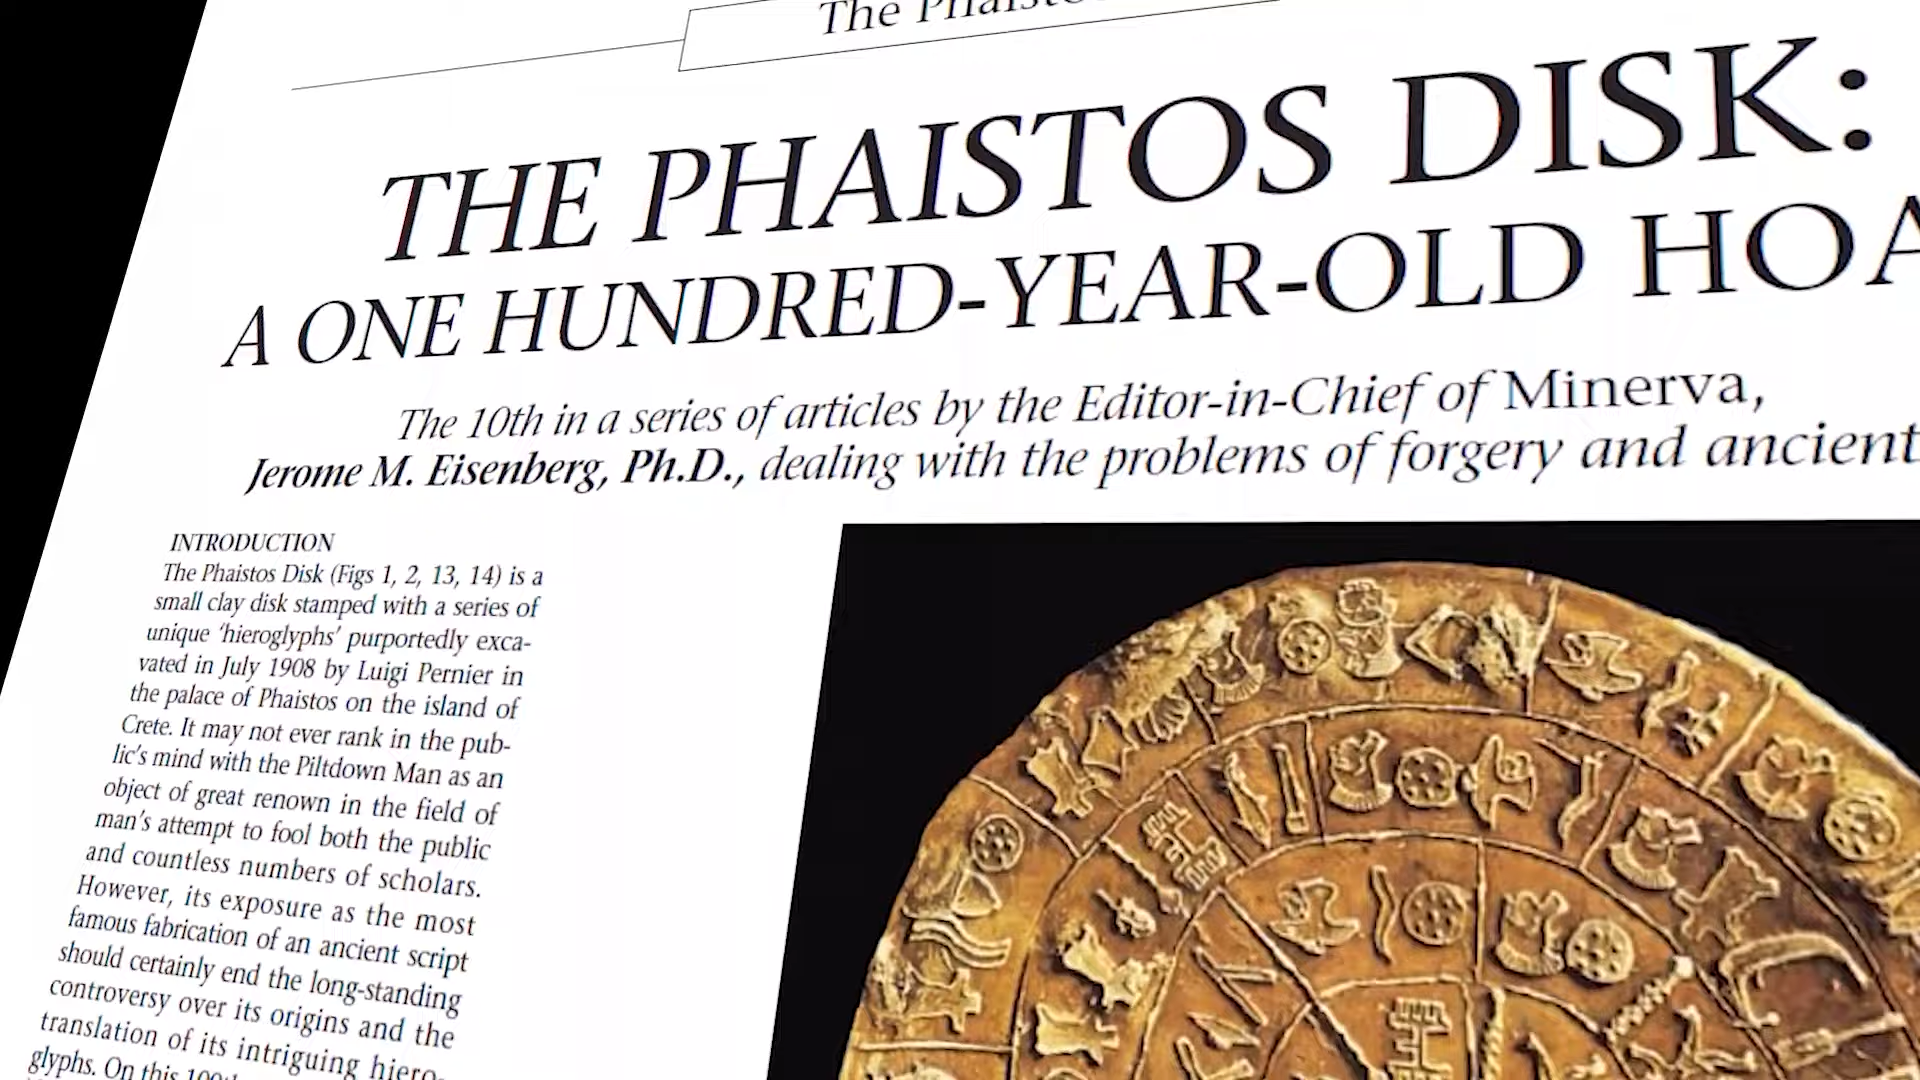 The Phaistos
THE PHAISTOS DISK:
A ONE HUNDRED-YEAR-OLD HOA
The 10th in a series of articles by the Editor-in-Chief of Minerva,
Jerome M. Eisenberg, Ph.D., dealing with the problems of forgery and ancient
INTRODUCTION
The Phaistos Disk (Figs 1, 2, 13, 14) is a
small clay disk stamped with a series of
unique ‘hieroglyphs’ purportedly exca-
vated in July 1908 by Luigi Pernier in
the palace of Phaistos on the island of
Crete. It may not ever rank in the pub-
lic’s mind with the Piltdown Man as an
object of great renown in the field of
man’s attempt to fool both the public
and countless numbers of scholars.
However, its exposure as the most
famous fabrication of an ancient script
should certainly end the long-standing
controversy over its origins and the
translation of its intriguing hiero-
glyphs. On this 100th